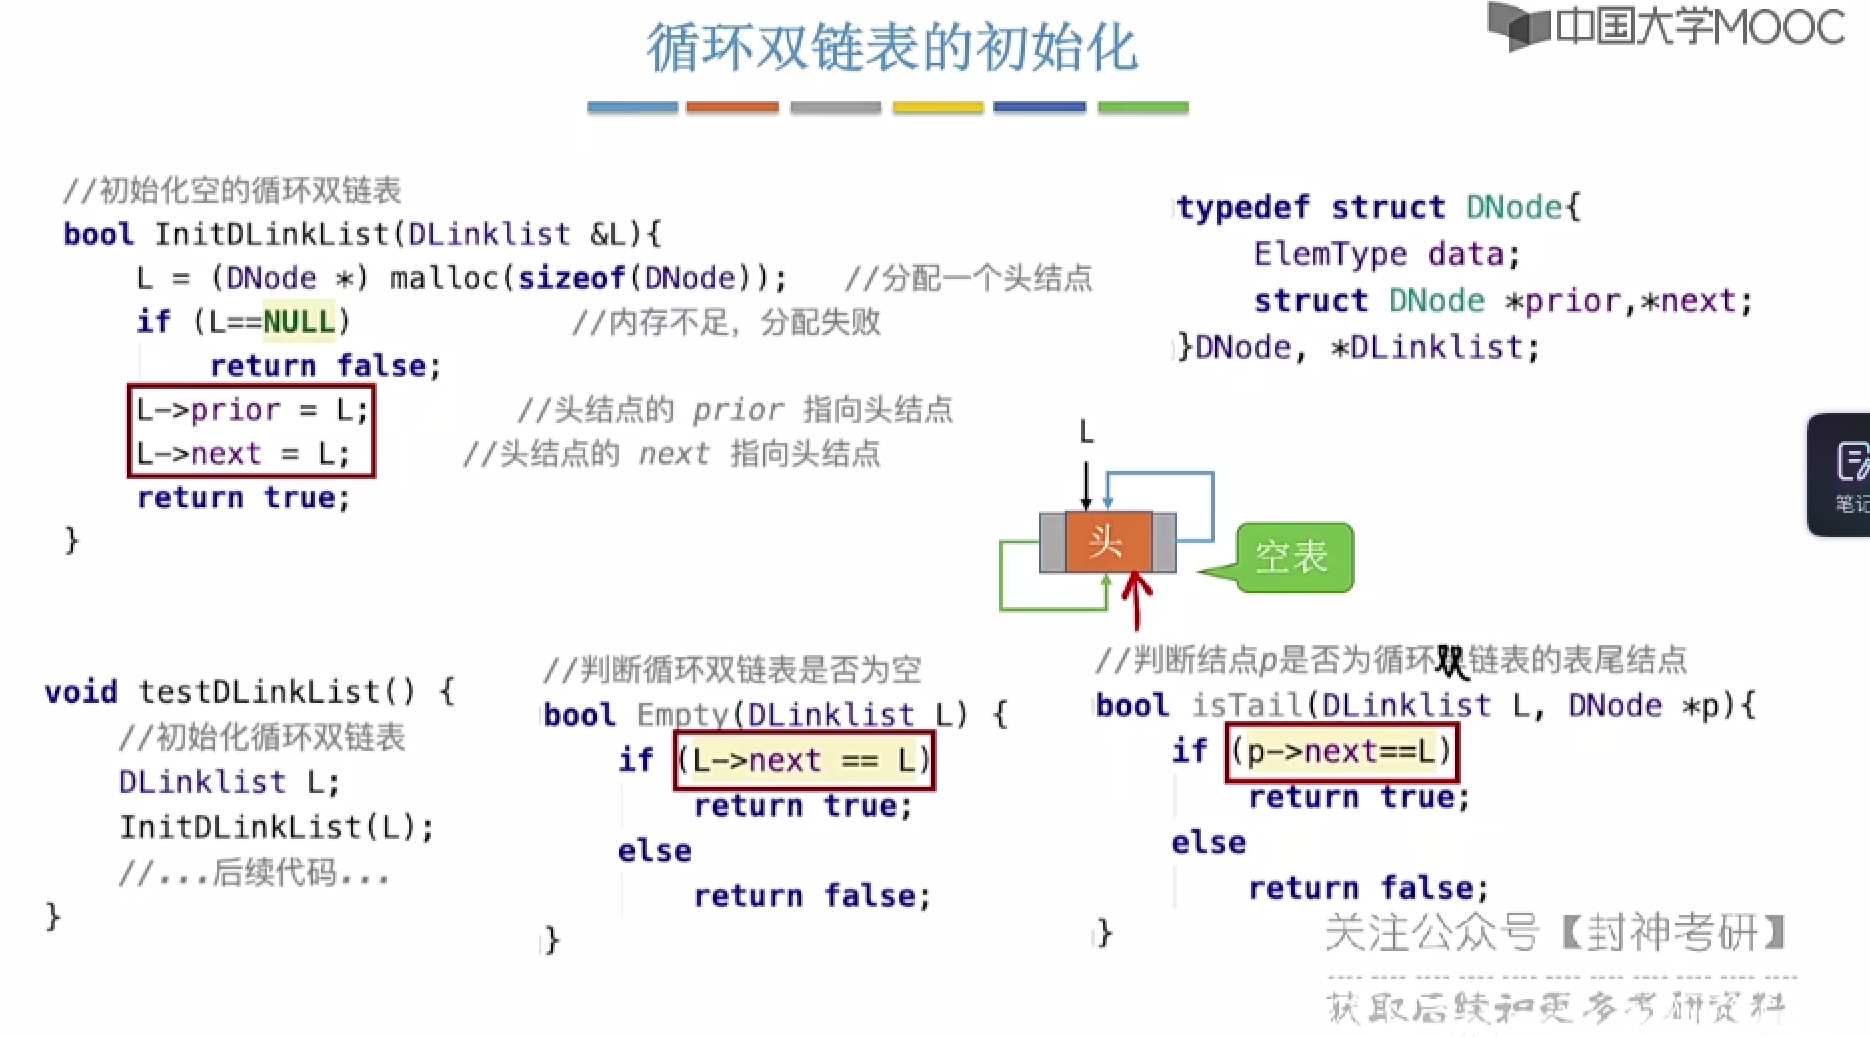 循环双链表的初始化
中国大学MOOC
//初始化空的循环双链表
bool InitDLinkList(DLinklist &L){
    L = (DNode *) malloc(sizeof(DNode));   //分配一个头结点
    if (L==NULL)            //内存不足，分配失败
        return false;
    L->prior = L;        //头结点的 prior 指向头结点
    L->next = L;      //头结点的 next 指向头结点
    return true;
}
typedef struct DNode{
    ElemType data;
    struct DNode *prior,*next;
}DNode, *DLinklist;
L
头
空表
笔记
void testDLinkList() {
    //初始化循环双链表
    DLinklist L;
    InitDLinkList(L);
    //...后续代码...
}
//判断循环双链表是否为空
bool Empty(DLinklist L) {
    if (L->next == L)
        return true;
    else
        return false;
}
//判断结点p是否为循环双链表的表尾结点
bool isTail(DLinklist L, DNode *p){
    if (p->next==L)
        return true;
    else
        return false;
}
关注公众号【封神考研】
获取后续和更多考研资料